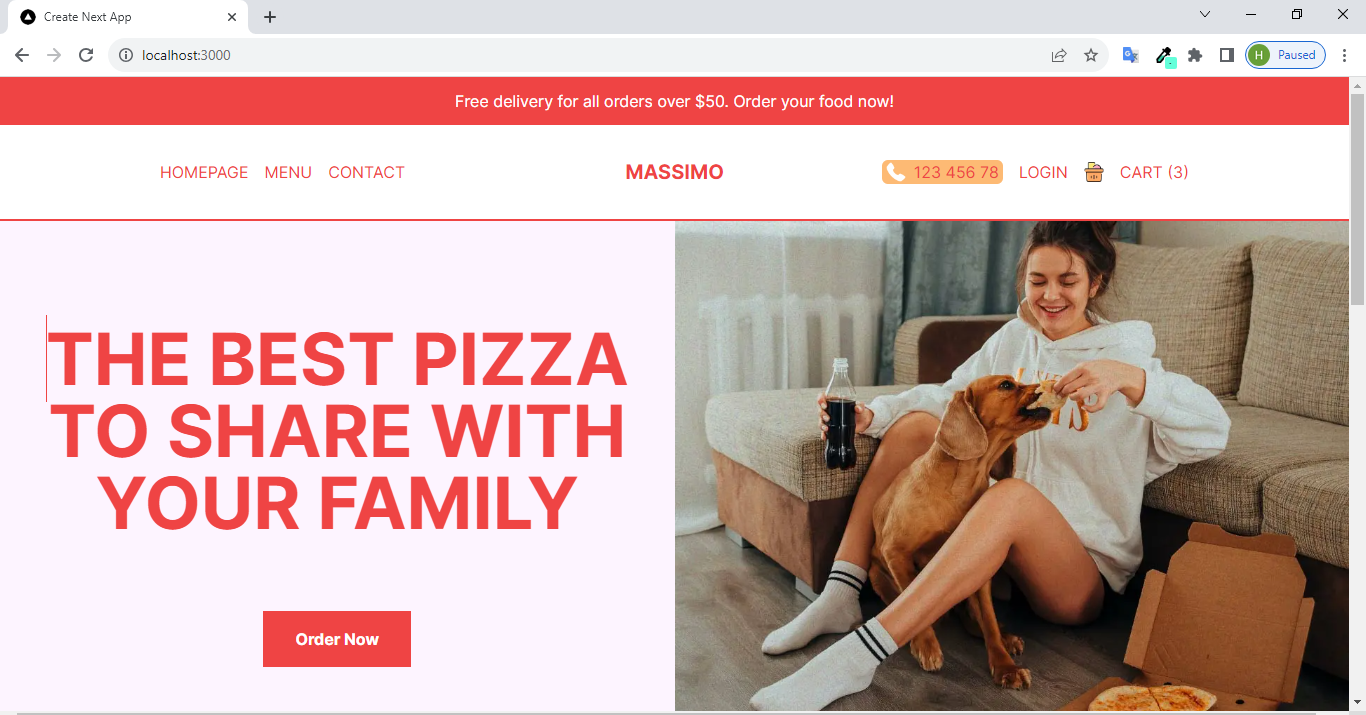 Create Next App
localhost:3000
H Paused
Free delivery for all orders over $50. Order your food now!
HOMEPAGE MENU CONTACT
MASSIMO
123 456 78 LOGIN CART (3)
THE BEST PIZZA
TO SHARE WITH
YOUR FAMILY
Order Now